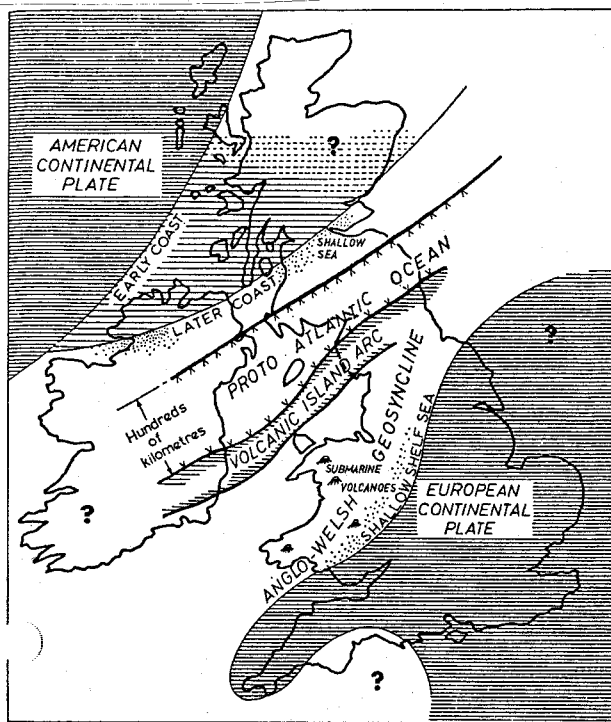 ?
AMERICAN
CONTINENTAL
PLATE
EARLY COAST
SHALLOW
SEA
LATER COAST
PROTO ATLANTIC OCEAN
VOLCANIC ISLAND ARC
Hundreds
of
kilometres
?
ANGLO-WELSH GEOSYNCLINE
SUBMARINE
VOLCANOES
SHALLOW SHELF SEA
?
EUROPEAN
CONTINENTAL
PLATE
?